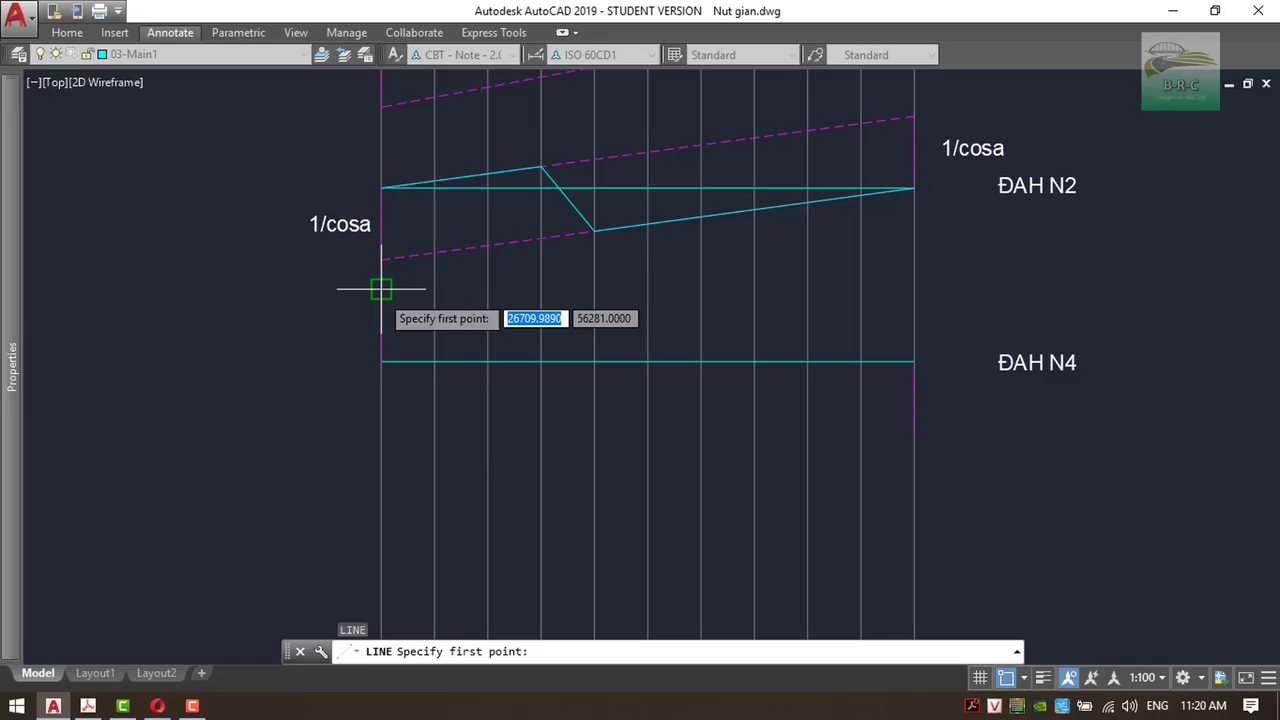 Autodesk AutoCAD 2019 - STUDENT VERSION Nut gian.dwg
Home Insert Annotate Parametric View Manage Collaborate Express Tools
03-Main1 CBT - Note - 2.0 ISO 60CD1 Standard Standard
[−][Top][2D Wireframe]
B-R-C
1/cosa
ĐAH N2
1/cosa
Specify first point: 26709.9890 56281.0000
ĐAH N4
Properties
LINE
LINE Specify first point:
Model Layout1 Layout2 +
1:100
ENG 11:20 AM